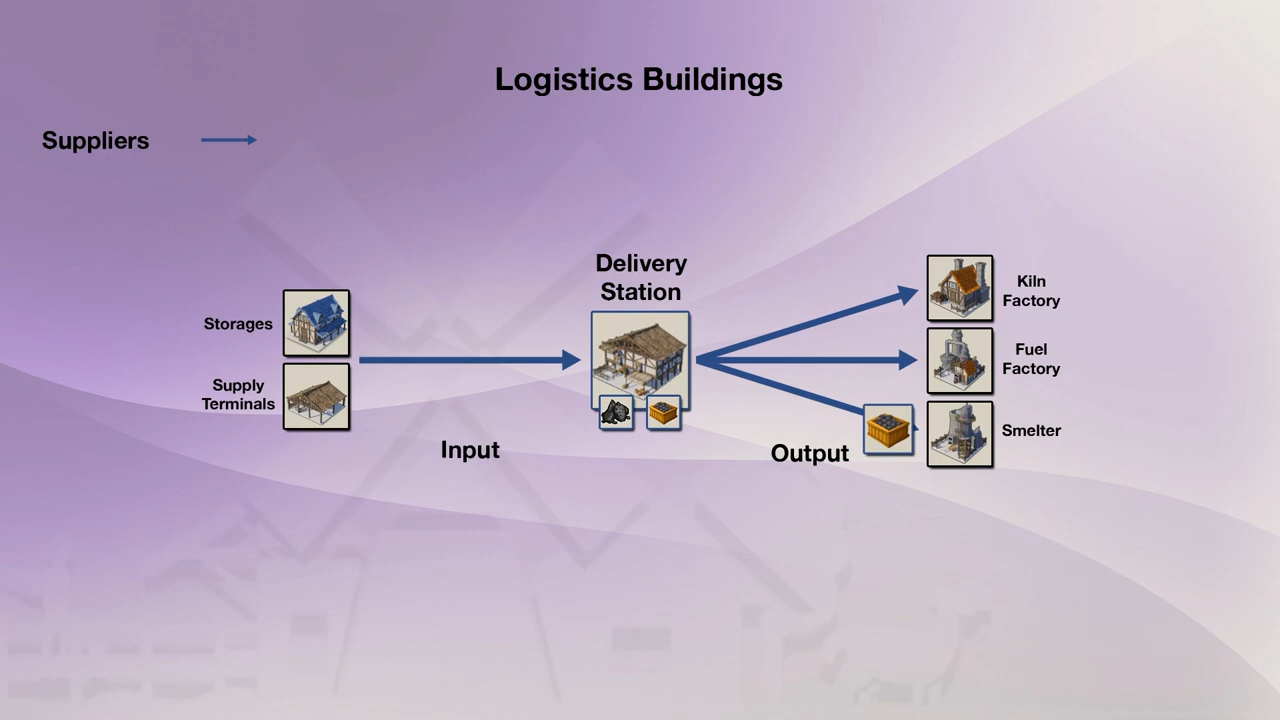 Logistics Buildings
Suppliers
Delivery
Station
Storages
Supply
Terminals
Kiln
Factory
Fuel
Factory
Smelter
Input
Output